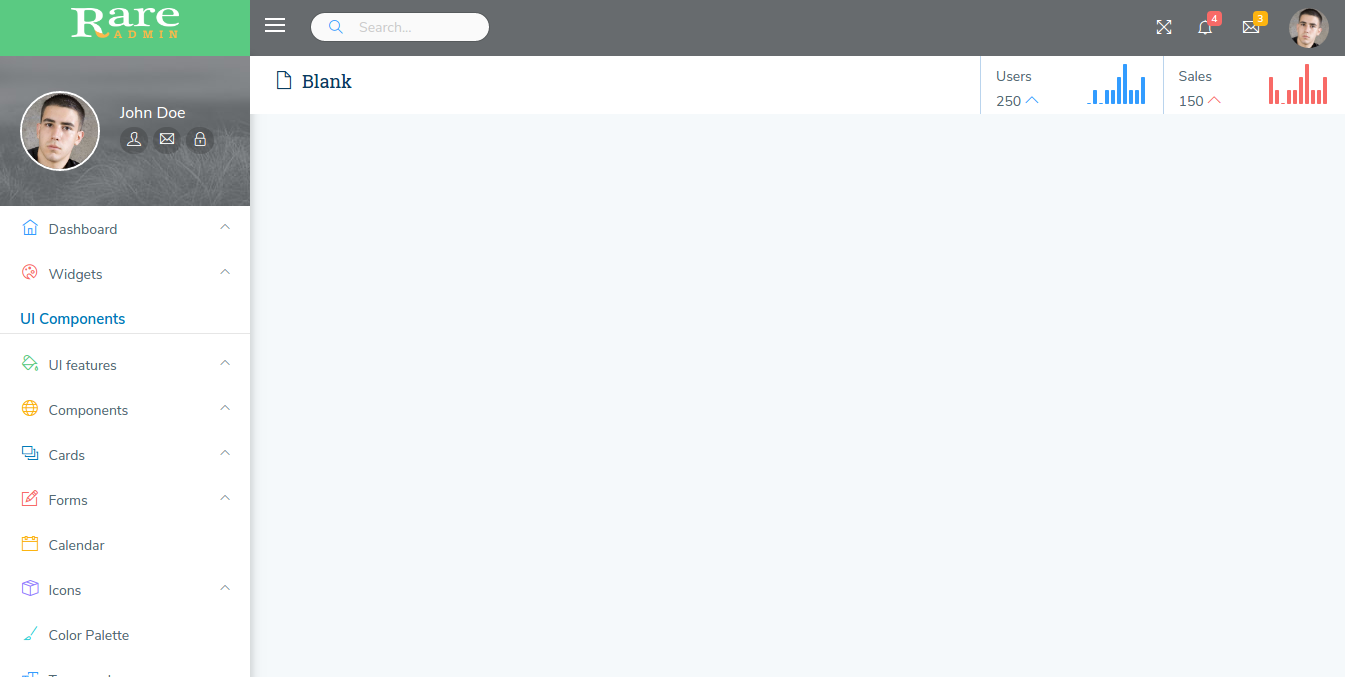 Rare
ADMIN
Search...
4
3
John Doe
Blank
Users
250
Sales
150
Dashboard
Widgets
UI Components
UI features
Components
Cards
Forms
Calendar
Icons
Color Palette